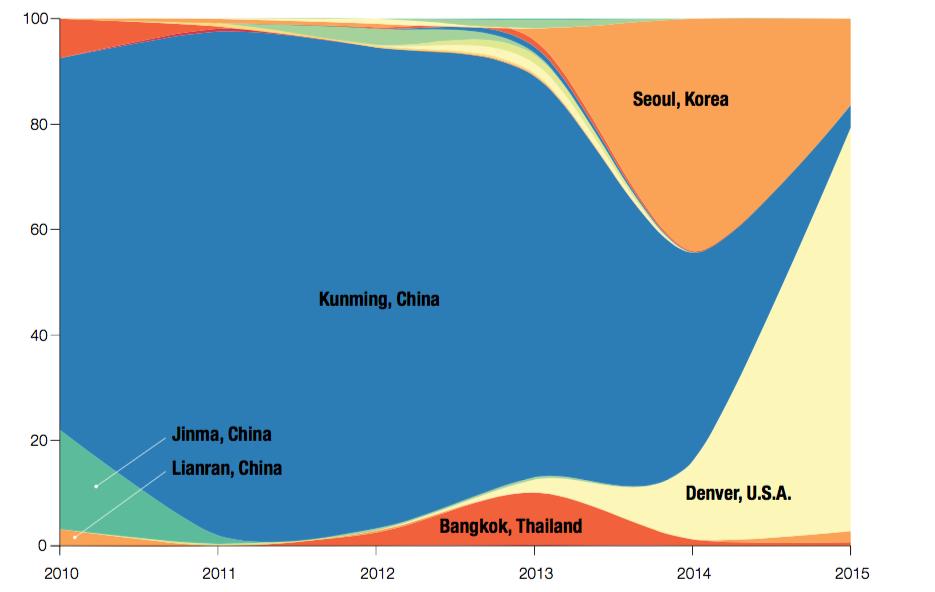 100
80
60
40
20
0
Seoul, Korea
Kunming, China
Jinma, China
Lianran, China
Denver, U.S.A.
Bangkok, Thailand
2010 2011 2012 2013 2014 2015